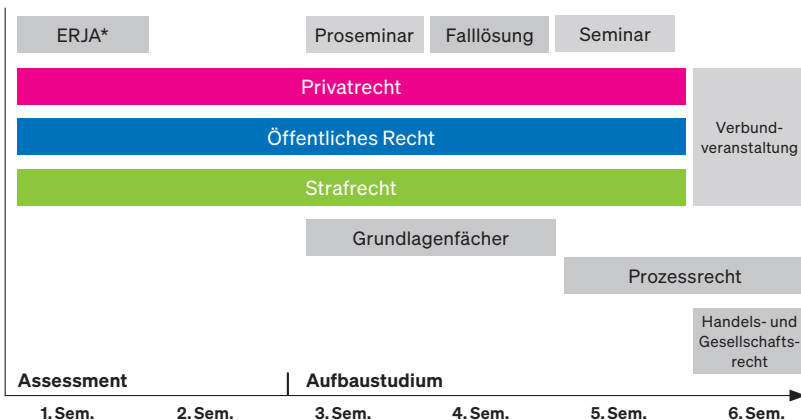 ERJA*
Proseminar
Falllösung
Seminar
Privatrecht
Öffentliches Recht
Strafrecht
Verbund-
veranstaltung
Grundlagenfächer
Prozessrecht
Handels- und
Gesellschafts-
recht
Assessment
Aufbaustudium
1. Sem.
2. Sem.
3. Sem.
4. Sem.
5. Sem.
6. Sem.